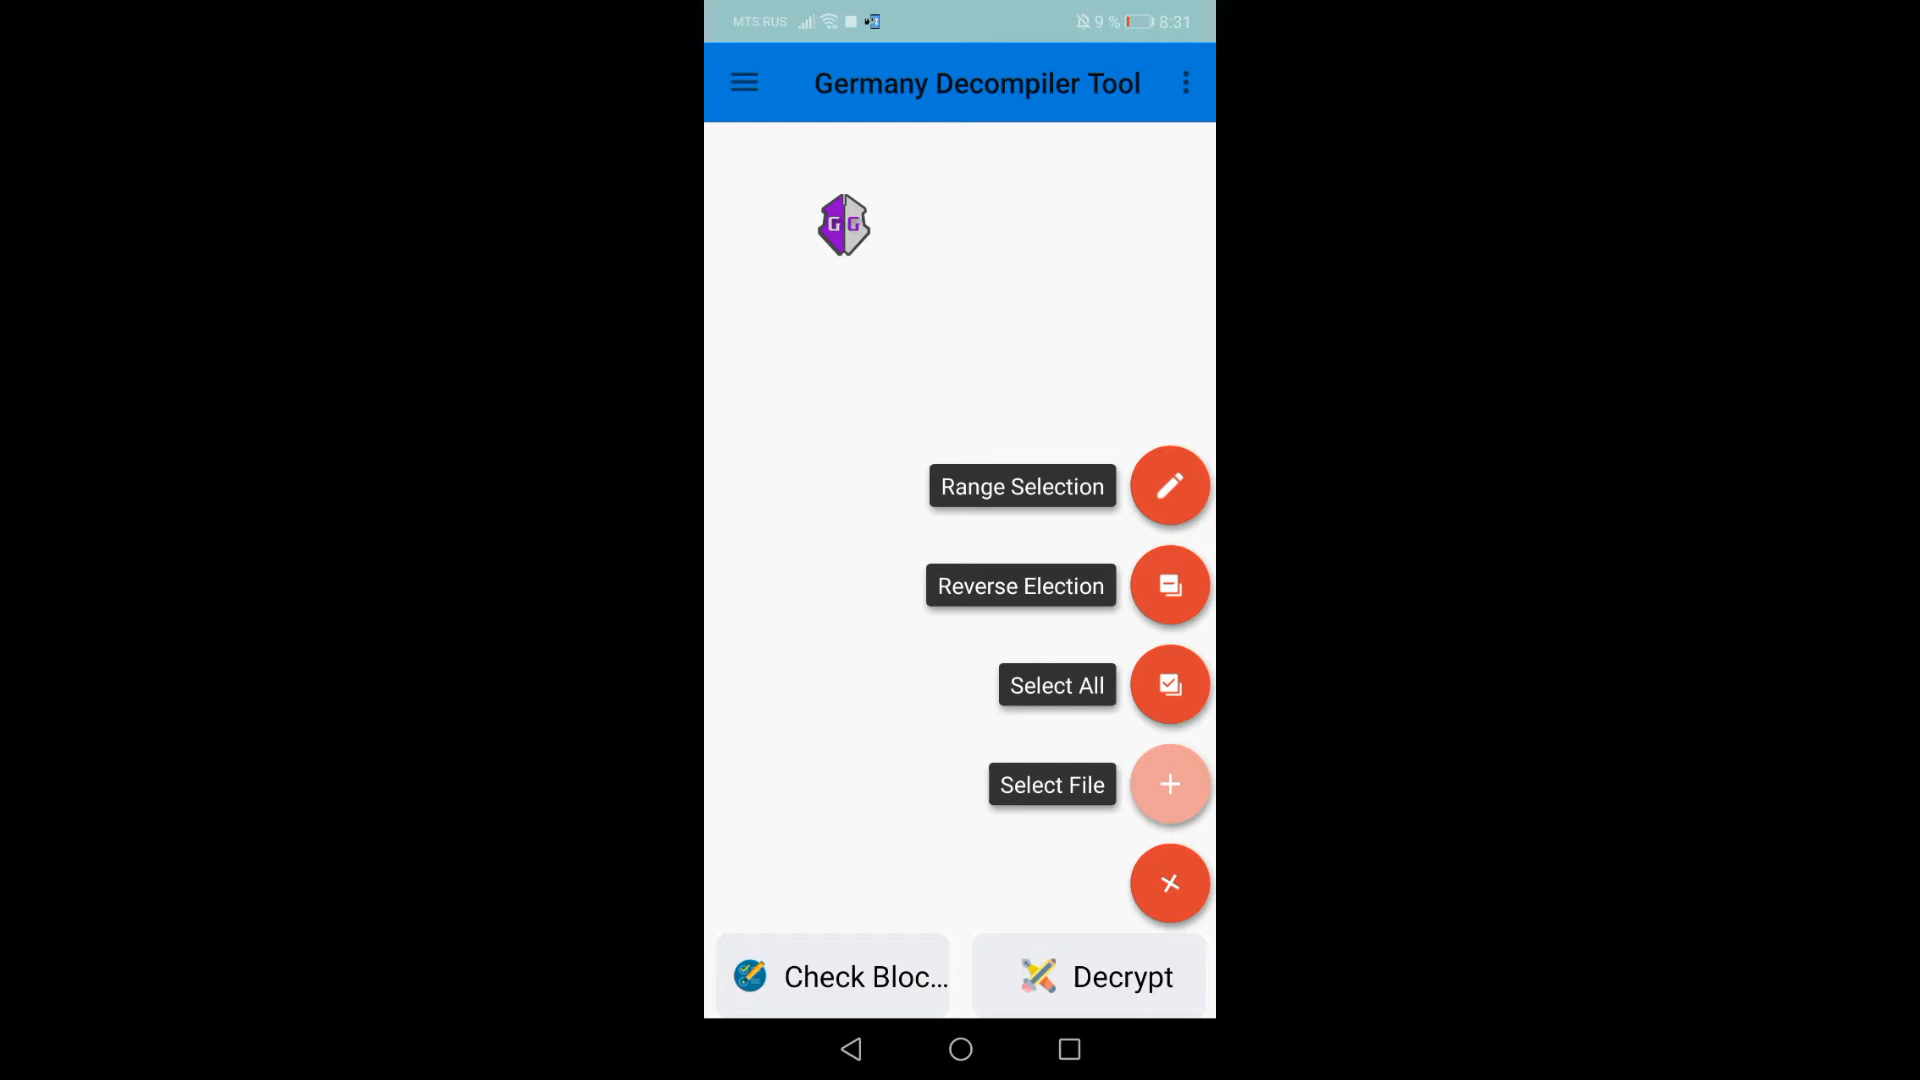 MTS RUS 9 % 8:31
Germany Decompiler Tool
GG
Range Selection
Reverse Election
Select All
Select File
Check Bloc...
Decrypt